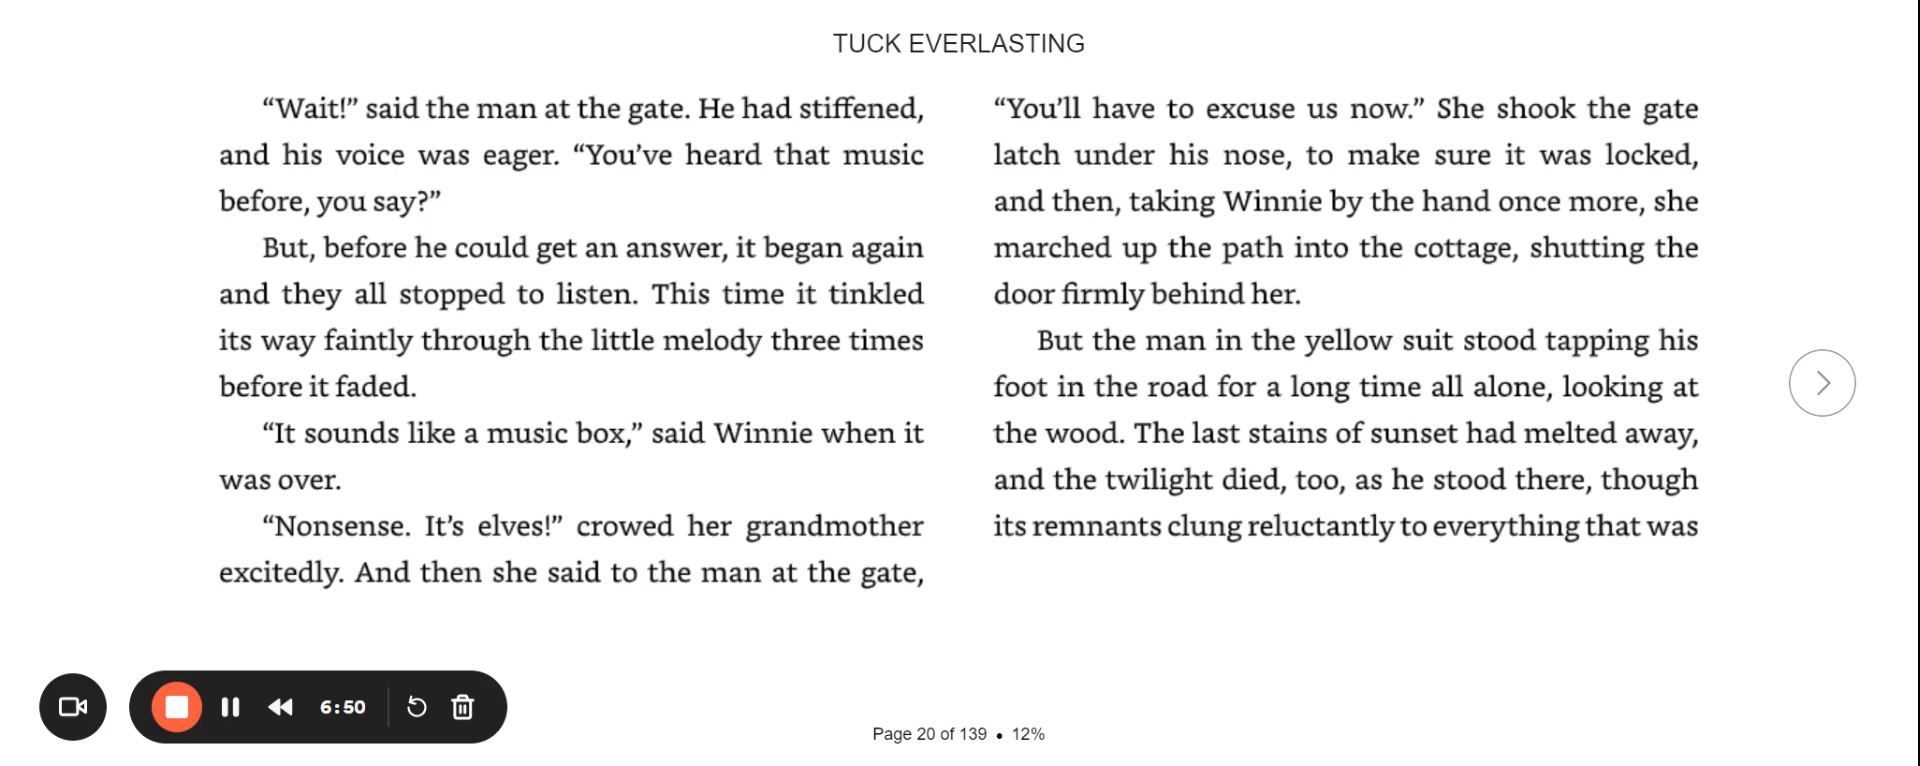 TUCK EVERLASTING
“Wait!” said the man at the gate. He had stiffened,
and his voice was eager. “You’ve heard that music
before, you say?”
But, before he could get an answer, it began again
and they all stopped to listen. This time it tinkled
its way faintly through the little melody three times
before it faded.
“It sounds like a music box,” said Winnie when it
was over.
“Nonsense. It’s elves!” crowed her grandmother
excitedly. And then she said to the man at the gate,
“You’ll have to excuse us now.” She shook the gate
latch under his nose, to make sure it was locked,
and then, taking Winnie by the hand once more, she
marched up the path into the cottage, shutting the
door firmly behind her.
But the man in the yellow suit stood tapping his
foot in the road for a long time all alone, looking at
the wood. The last stains of sunset had melted away,
and the twilight died, too, as he stood there, though
its remnants clung reluctantly to everything that was
6:50
Page 20 of 139 • 12%